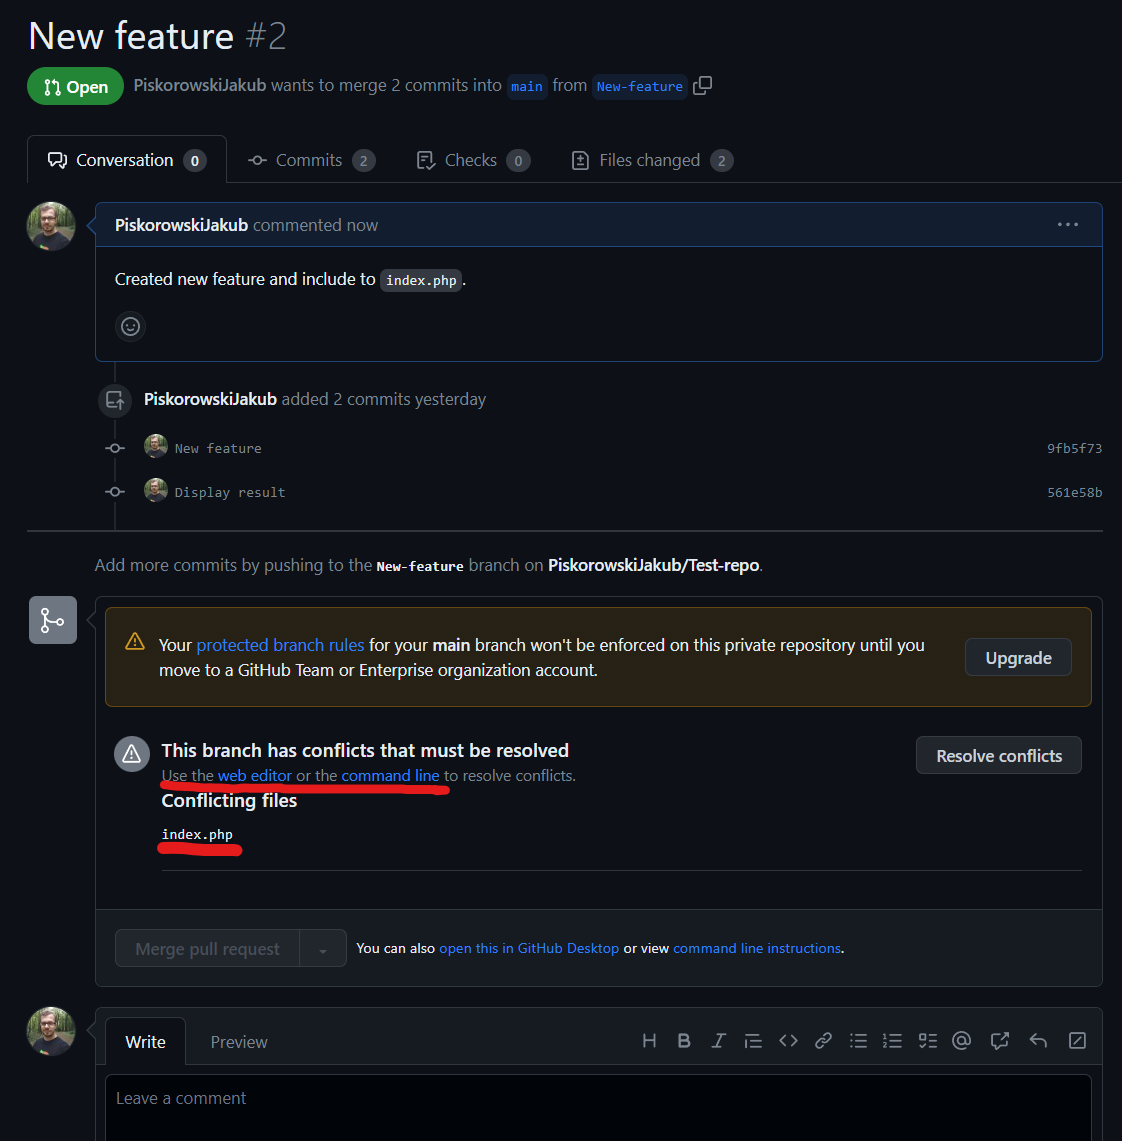 New feature #2
Open PiskorowskiJakub wants to merge 2 commits into main from New-feature
Conversation 0 Commits 2 Checks 0 Files changed 2
PiskorowskiJakub commented now ...
Created new feature and include to index.php.
PiskorowskiJakub added 2 commits yesterday
New feature 9fb5f73
Display result 561e58b
Add more commits by pushing to the New-feature branch on PiskorowskiJakub/Test-repo.
Your protected branch rules for your main branch won't be enforced on this private repository until you
move to a GitHub Team or Enterprise organization account.
Upgrade
This branch has conflicts that must be resolved
Use the web editor or the command line to resolve conflicts.
Resolve conflicts
Conflicting files
index.php
Merge pull request You can also open this in GitHub Desktop or view command line instructions.
Write Preview
Leave a comment